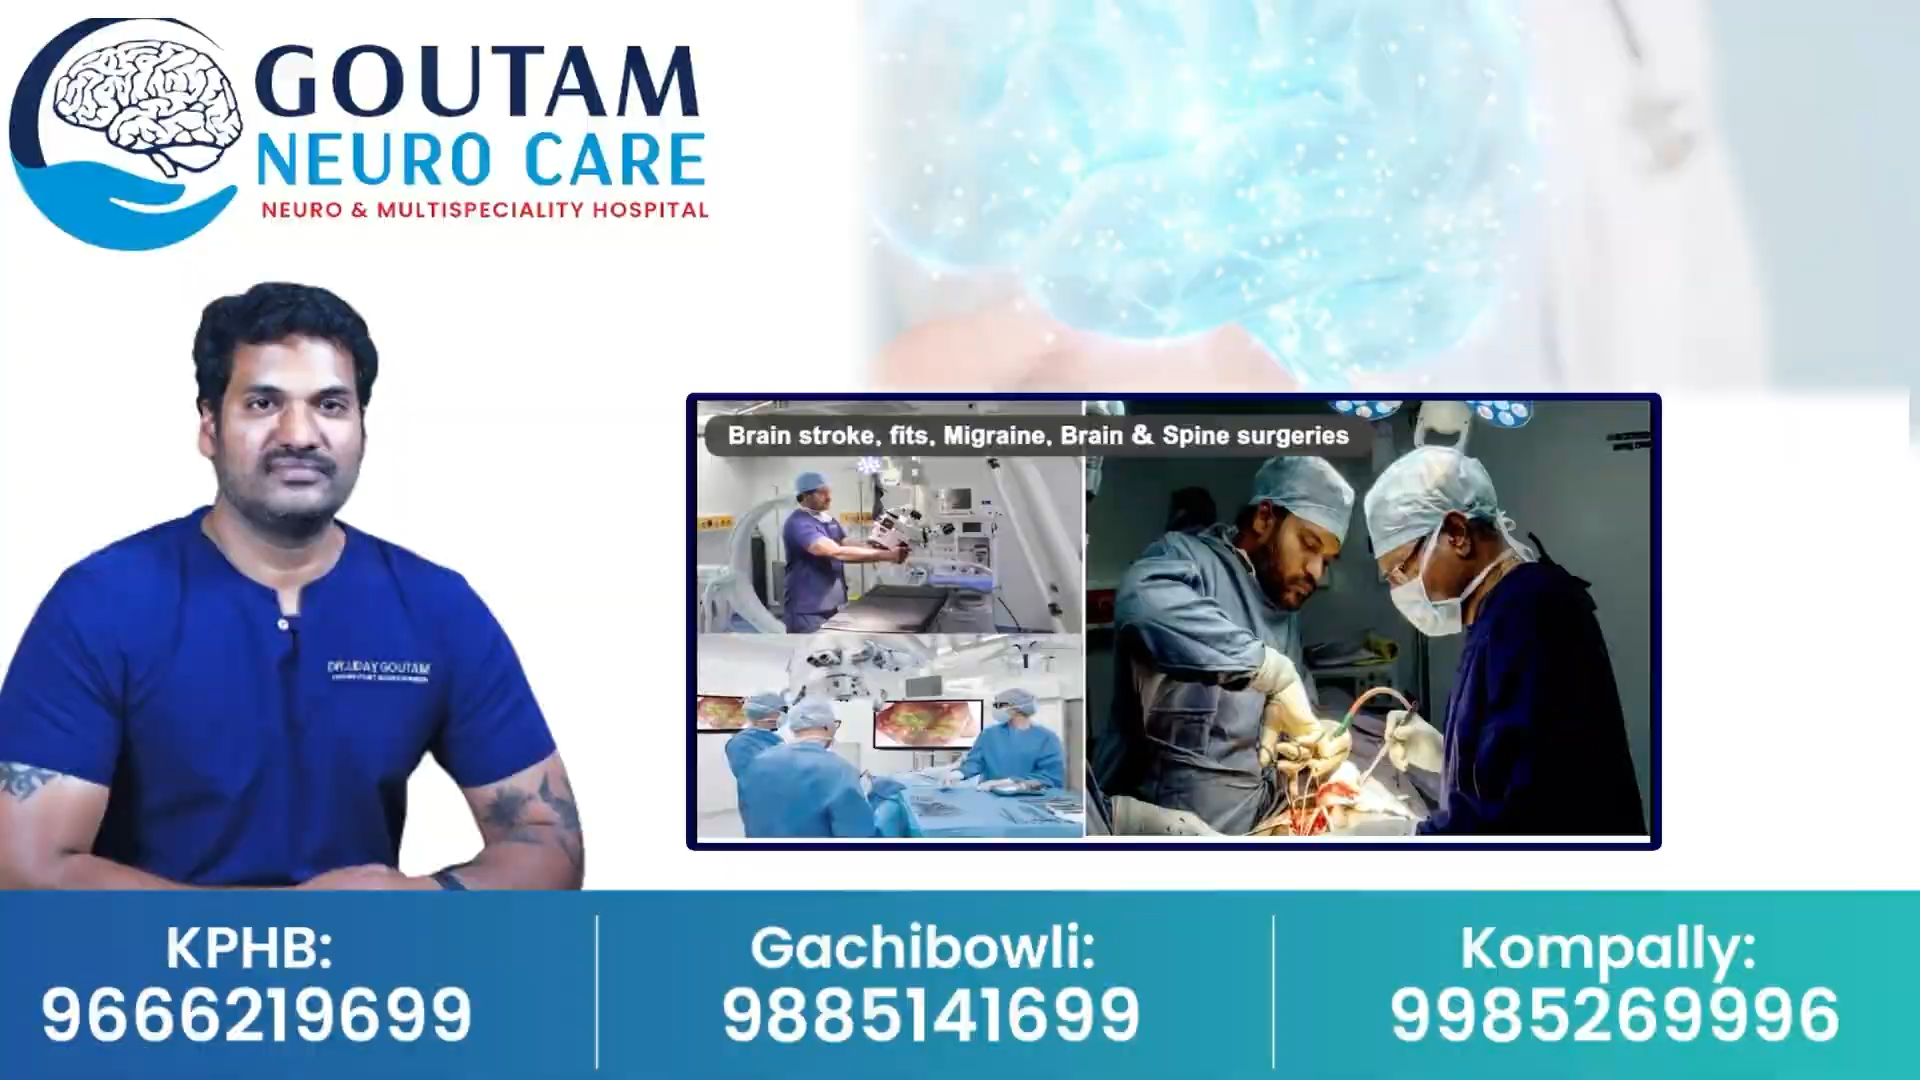 GOUTAM
NEURO CARE
NEURO & MULTISPECIALITY HOSPITAL
Brain stroke, fits, Migraine, Brain & Spine surgeries
DR.UDAY GOUTAM
KPHB:
9666219699
Gachibowli:
9885141699
Kompally:
9985269996